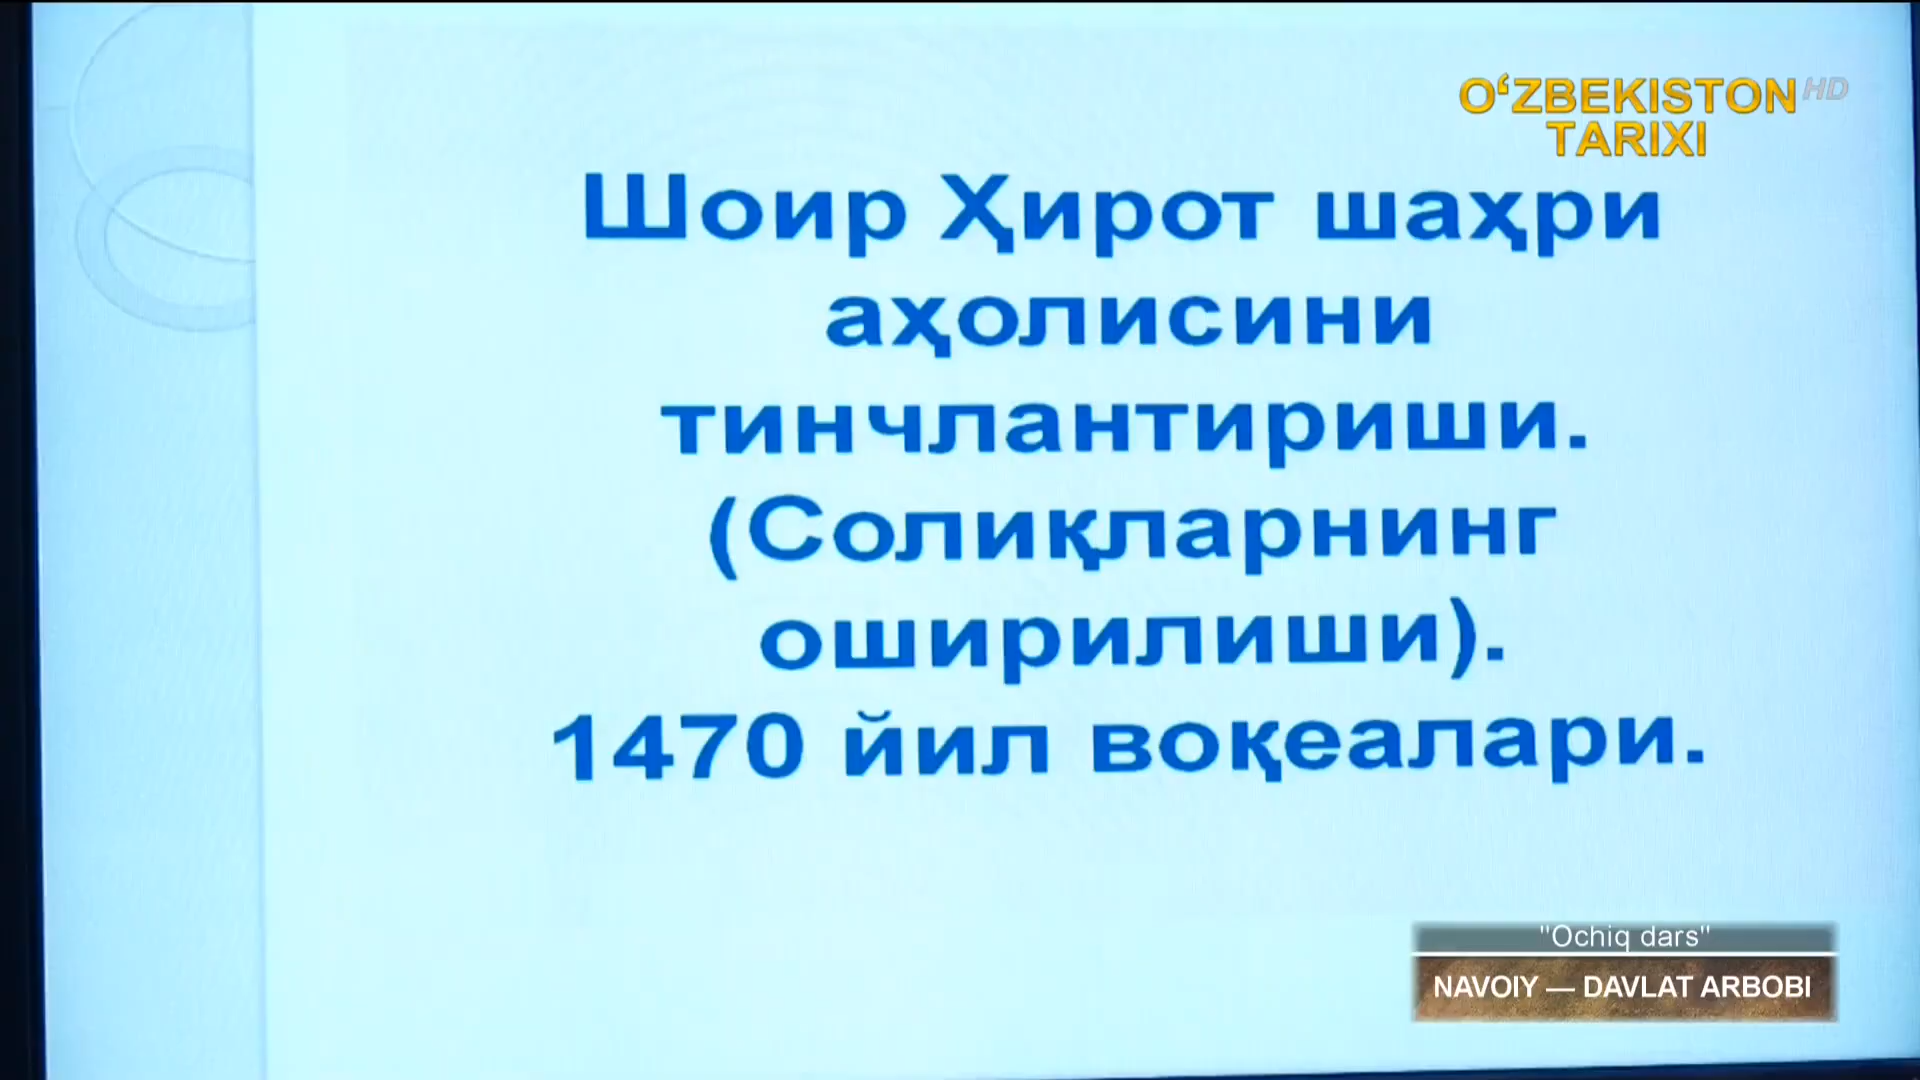 O‘ZBEKISTON HD
TARIXI
Шоир Ҳирот шаҳри
аҳолисини
тинчлантириши.
(Солиқларнинг
оширилиши).
1470 йил воқеалари.
"Ochiq dars"
NAVOIY — DAVLAT ARBOBI